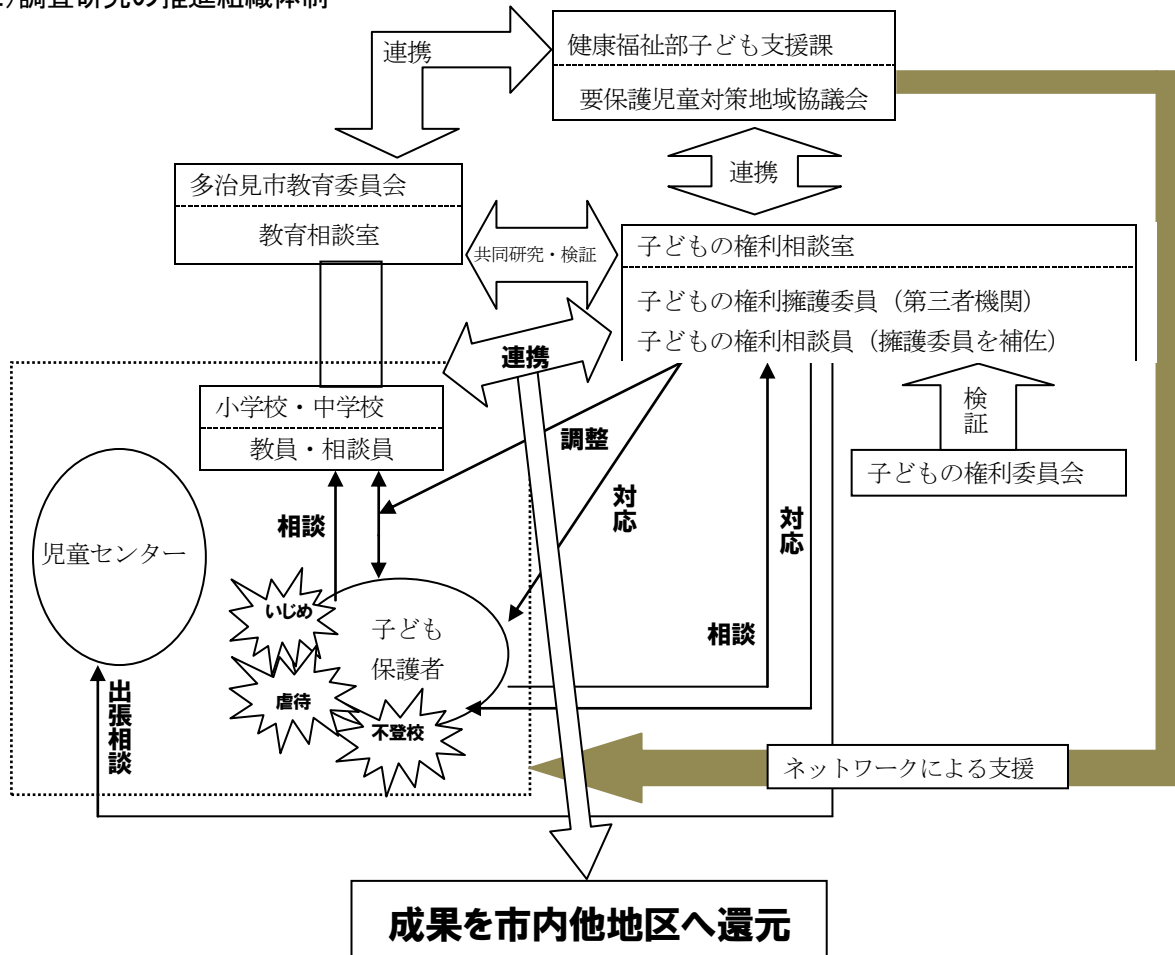 調査研究の推進組織体制
連携
健康福祉部子ども支援課
要保護児童対策地域協議会
連携
多治見市教育委員会
教育相談室
共同研究・検証
子どもの権利相談室
子どもの権利擁護委員（第三者機関）
子どもの権利相談員（擁護委員を補佐）
連携
小学校・中学校
教員・相談員
検証
子どもの権利委員会
調整
対応
対応
相談
児童センター
いじめ
子ども
保護者
虐待
不登校
相談
出張相談
ネットワークによる支援
成果を市内他地区へ還元